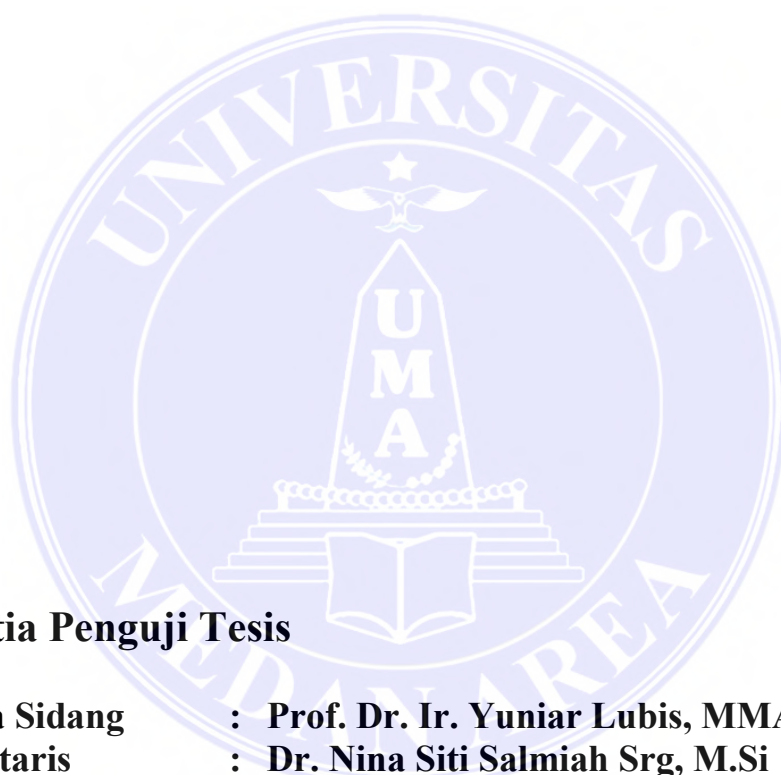 UNIVERSITAS
UMA
MEDAN AREA
tia Penguji Tesis
Sidang : Prof. Dr. Ir. Yuniar Lubis, MMA
taris : Dr. Nina Siti Salmiah Srg, M.Si